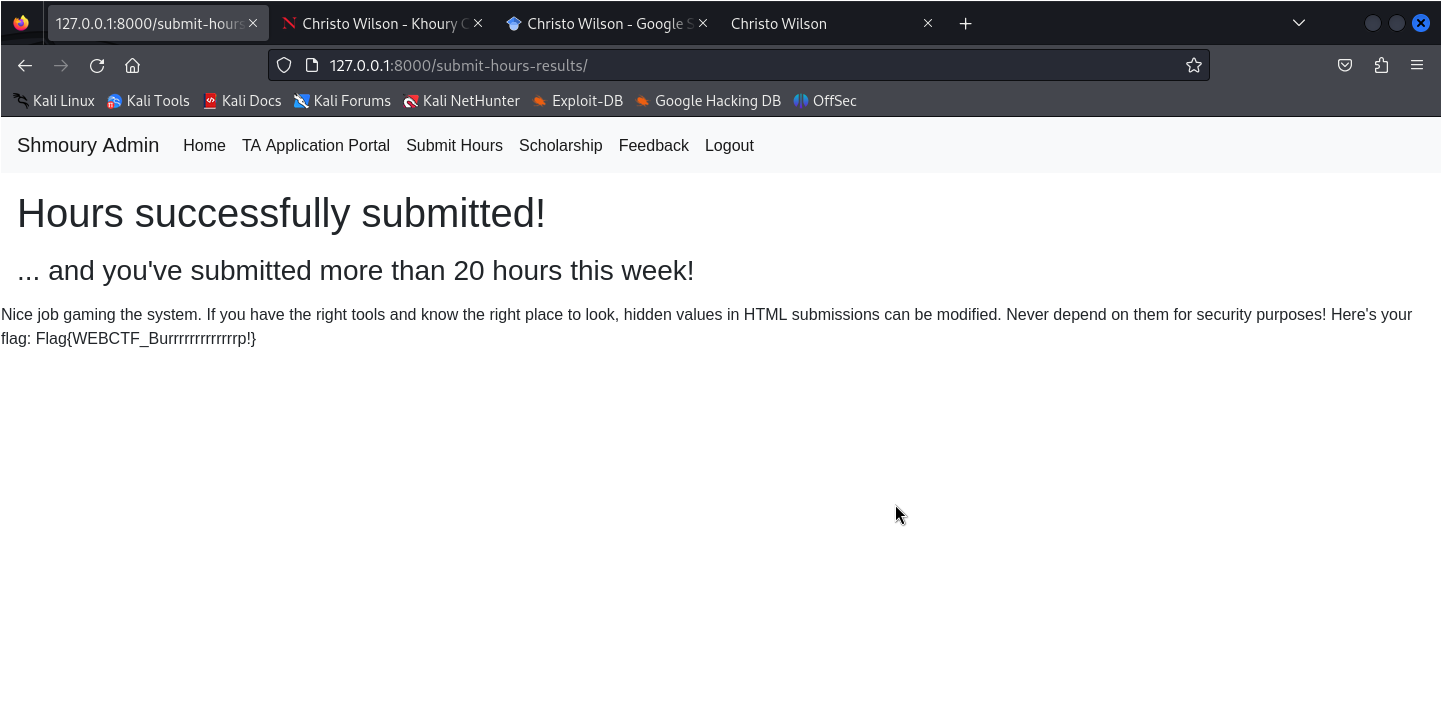 127.0.0.1:8000/submit-hours Christo Wilson - Khoury C Christo Wilson - Google S Christo Wilson
127.0.0.1:8000/submit-hours-results/
Kali Linux Kali Tools Kali Docs Kali Forums Kali NetHunter Exploit-DB Google Hacking DB OffSec
Shmoury Admin Home TA Application Portal Submit Hours Scholarship Feedback Logout
Hours successfully submitted!
... and you've submitted more than 20 hours this week!
Nice job gaming the system. If you have the right tools and know the right place to look, hidden values in HTML submissions can be modified. Never depend on them for security purposes! Here's your
flag: Flag{WEBCTF_Burrrrrrrrrrrrp!}